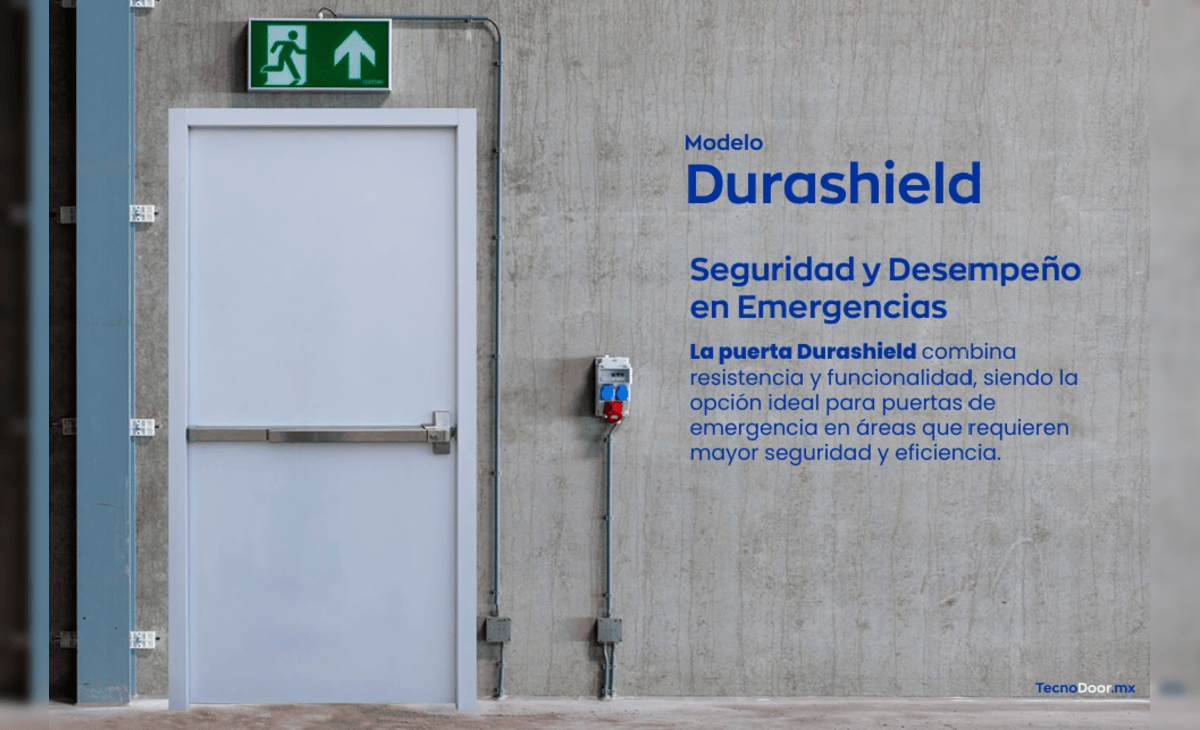 Modelo
Durashield
Seguridad y Desempeño
en Emergencias
La puerta Durashield combina
resistencia y funcionalidad, siendo la
opción ideal para puertas de
emergencia en áreas que requieren
mayor seguridad y eficiencia.
TecnoDoor.mx